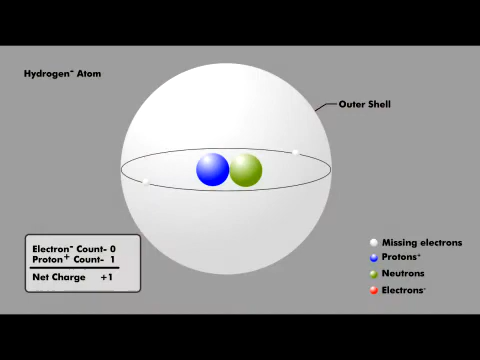 Hydrogen⁻ Atom
Outer Shell
Electron⁻ Count- 0
Proton⁺ Count- 1
Net Charge +1
Missing electrons
Protons⁺
Neutrons
Electrons⁻